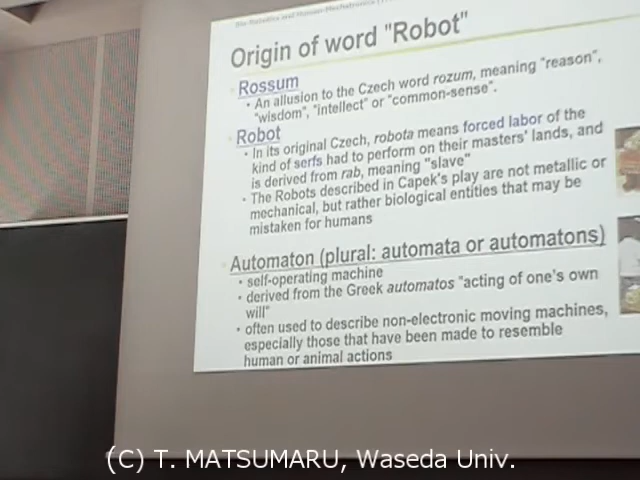 Origin of word "Robot"
Rossum
• An allusion to the Czech word rozum, meaning "reason",
"wisdom", "intellect" or "common-sense".
Robot
• In its original Czech, robota means forced labor of the
kind of serfs had to perform on their masters' lands, and
is derived from rab, meaning "slave"
• The Robots described in Capek's play are not metallic or
mechanical, but rather biological entities that may be
mistaken for humans
Automaton (plural: automata or automatons)
• self-operating machine
• derived from the Greek automatos "acting of one's own
will"
• often used to describe non-electronic moving machines,
especially those that have been made to resemble
human or animal actions
(C) T. MATSUMARU, Waseda Univ.